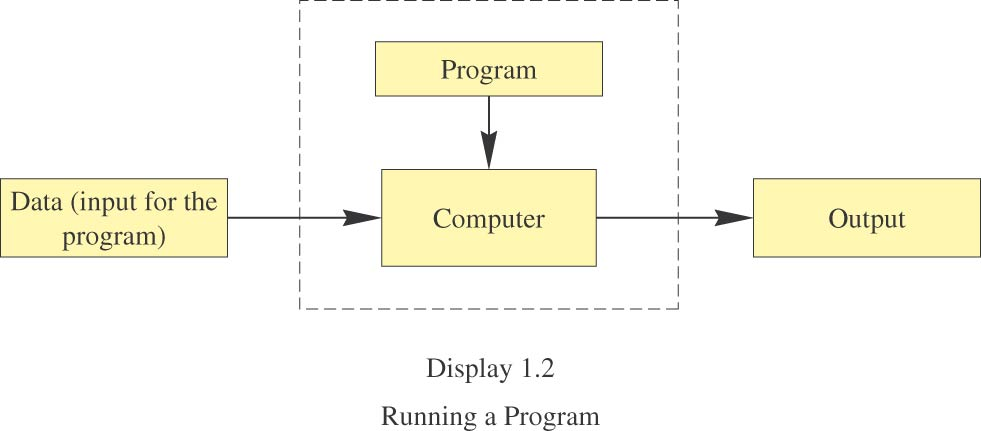 Program
Data (input for the
program)
Computer
Output
Display 1.2
Running a Program